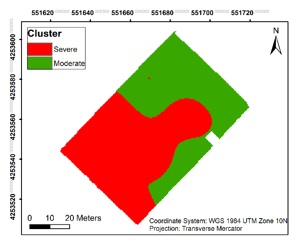 551620 551640 551660 551680 551700 551720
Cluster
Severe
Moderate
N
4253600
4253580
4253560
4253540
4253520
0 10 20 Meters
Coordinate System: WGS 1984 UTM Zone 10N
Projection: Transverse Mercator